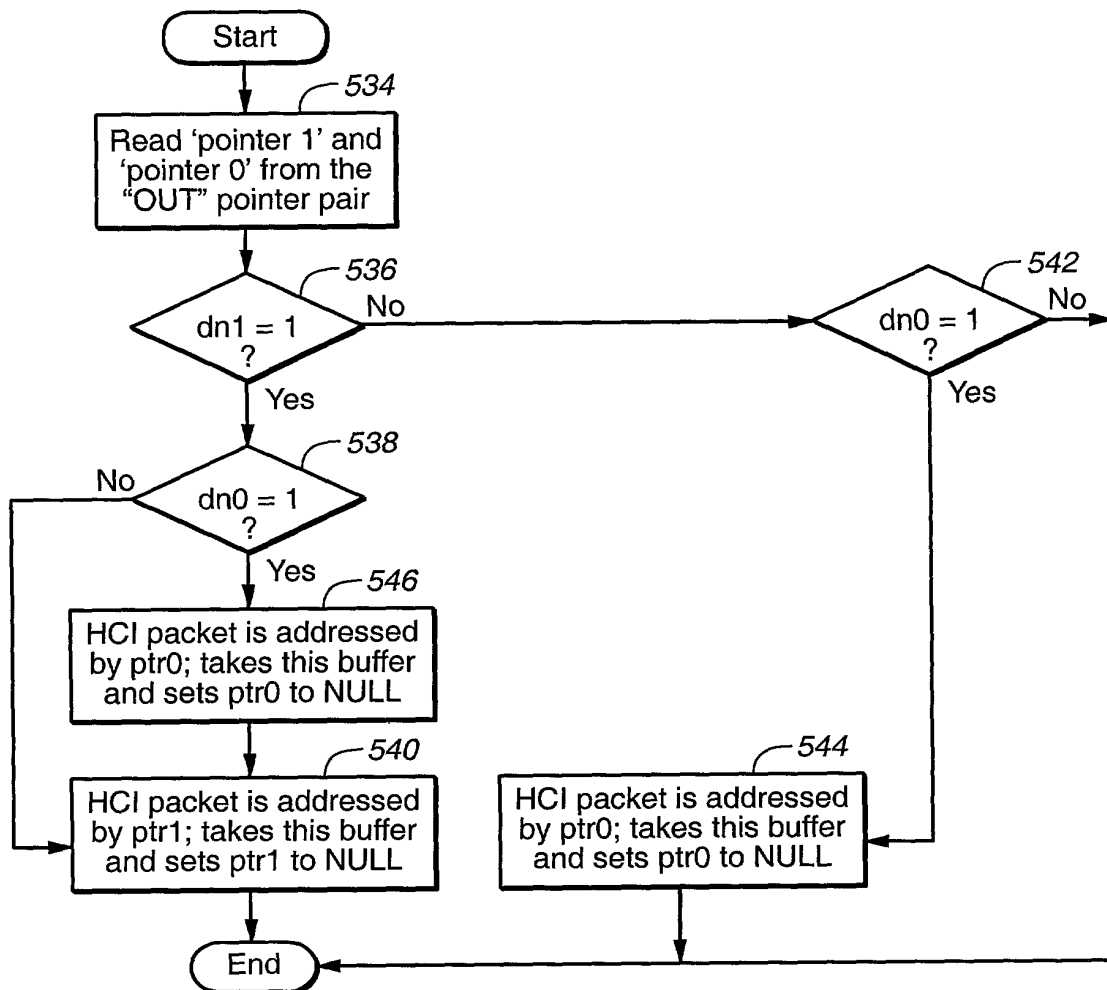 Start
534
Read ‘pointer 1’ and
‘pointer 0’ from the
“OUT” pointer pair
536
dn1 = 1
?
No
Yes
542
dn0 = 1
?
No
Yes
538
dn0 = 1
?
No
Yes
546
HCI packet is addressed
by ptr0; takes this buffer
and sets ptr0 to NULL
540
HCI packet is addressed
by ptr1; takes this buffer
and sets ptr1 to NULL
544
HCI packet is addressed
by ptr0; takes this buffer
and sets ptr0 to NULL
End